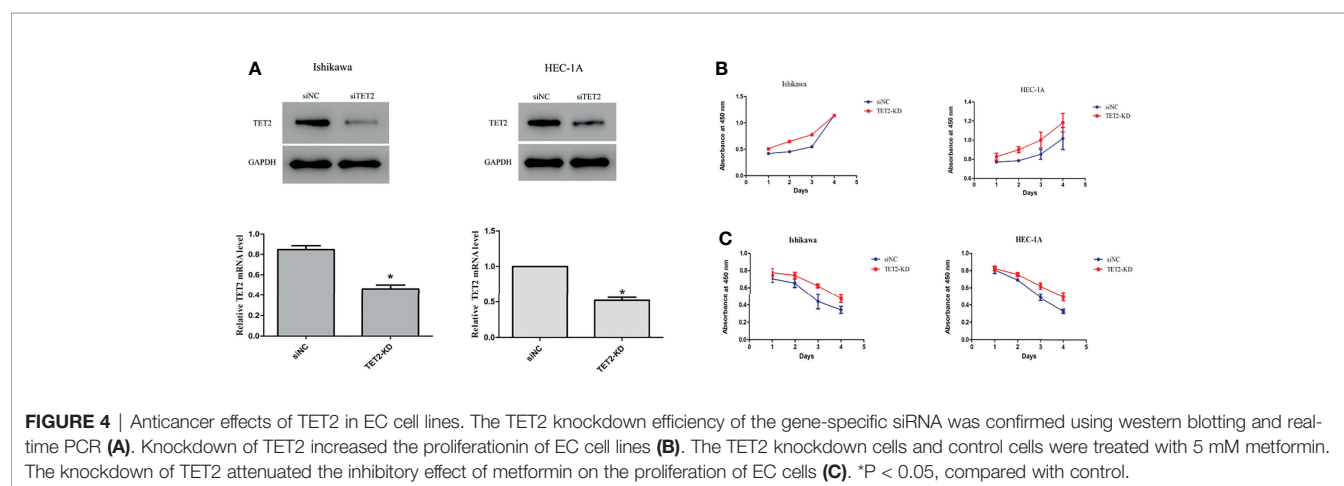 A
Ishikawa
HEC-1A
siNC siTET2
siNC siTET2
TET2
TET2
GAPDH
GAPDH
Relative TET2 mRNA level
1.0
0.8
0.6
0.4
0.2
0.0
*
siNC
TET2-KD
Relative TET2 mRNA level
1.5
1.0
0.5
0.0
*
siNC
TET2-KD
B
Ishikawa
siNC
TET2-KD
Absorbance at 450 nm
1.5
1.0
0.5
0.0
0 1 2 3 4 5
Days
HEC-1A
siNC
TET2-KD
Absorbance at 450 nm
1.4
1.2
1.0
0.8
0.6
0 1 2 3 4 5
Days
C
Ishikawa
siNC
TET2-KD
Absorbance at 450 nm
1.0
0.8
0.6
0.4
0.2
0.0
0 1 2 3 4 5
Days
HEC-1A
siNC
TET2-KD
Absorbance at 450 nm
1.0
0.8
0.6
0.4
0.2
0.0
0 1 2 3 4 5
Days
FIGURE 4 | Anticancer effects of TET2 in EC cell lines. The TET2 knockdown efficiency of the gene-specific siRNA was confirmed using western blotting and real-
time PCR (A). Knockdown of TET2 increased the proliferationin of EC cell lines (B). The TET2 knockdown cells and control cells were treated with 5 mM metformin.
The knockdown of TET2 attenuated the inhibitory effect of metformin on the proliferation of EC cells (C). *P < 0.05, compared with control.